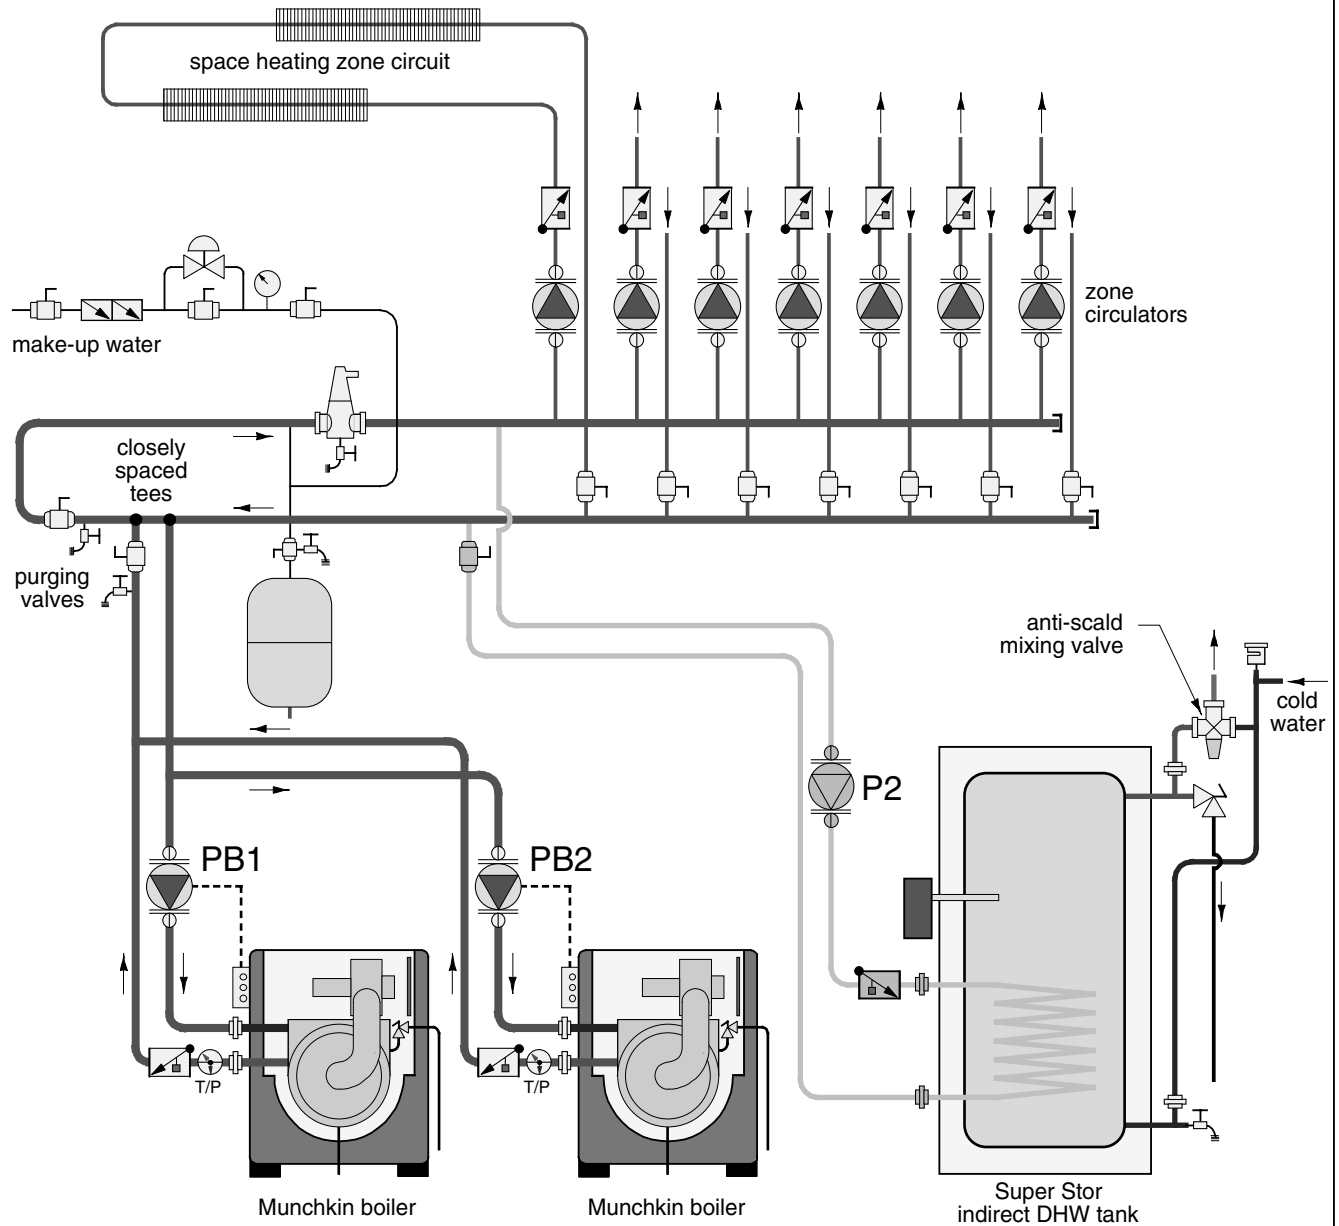 space heating zone circuit
zone
circulators
make-up water
closely
spaced
tees
purging
valves
anti-scald
mixing valve
cold
water
P2
PB1
PB2
T/P
T/P
Munchkin boiler
Munchkin boiler
Super Stor
indirect DHW tank